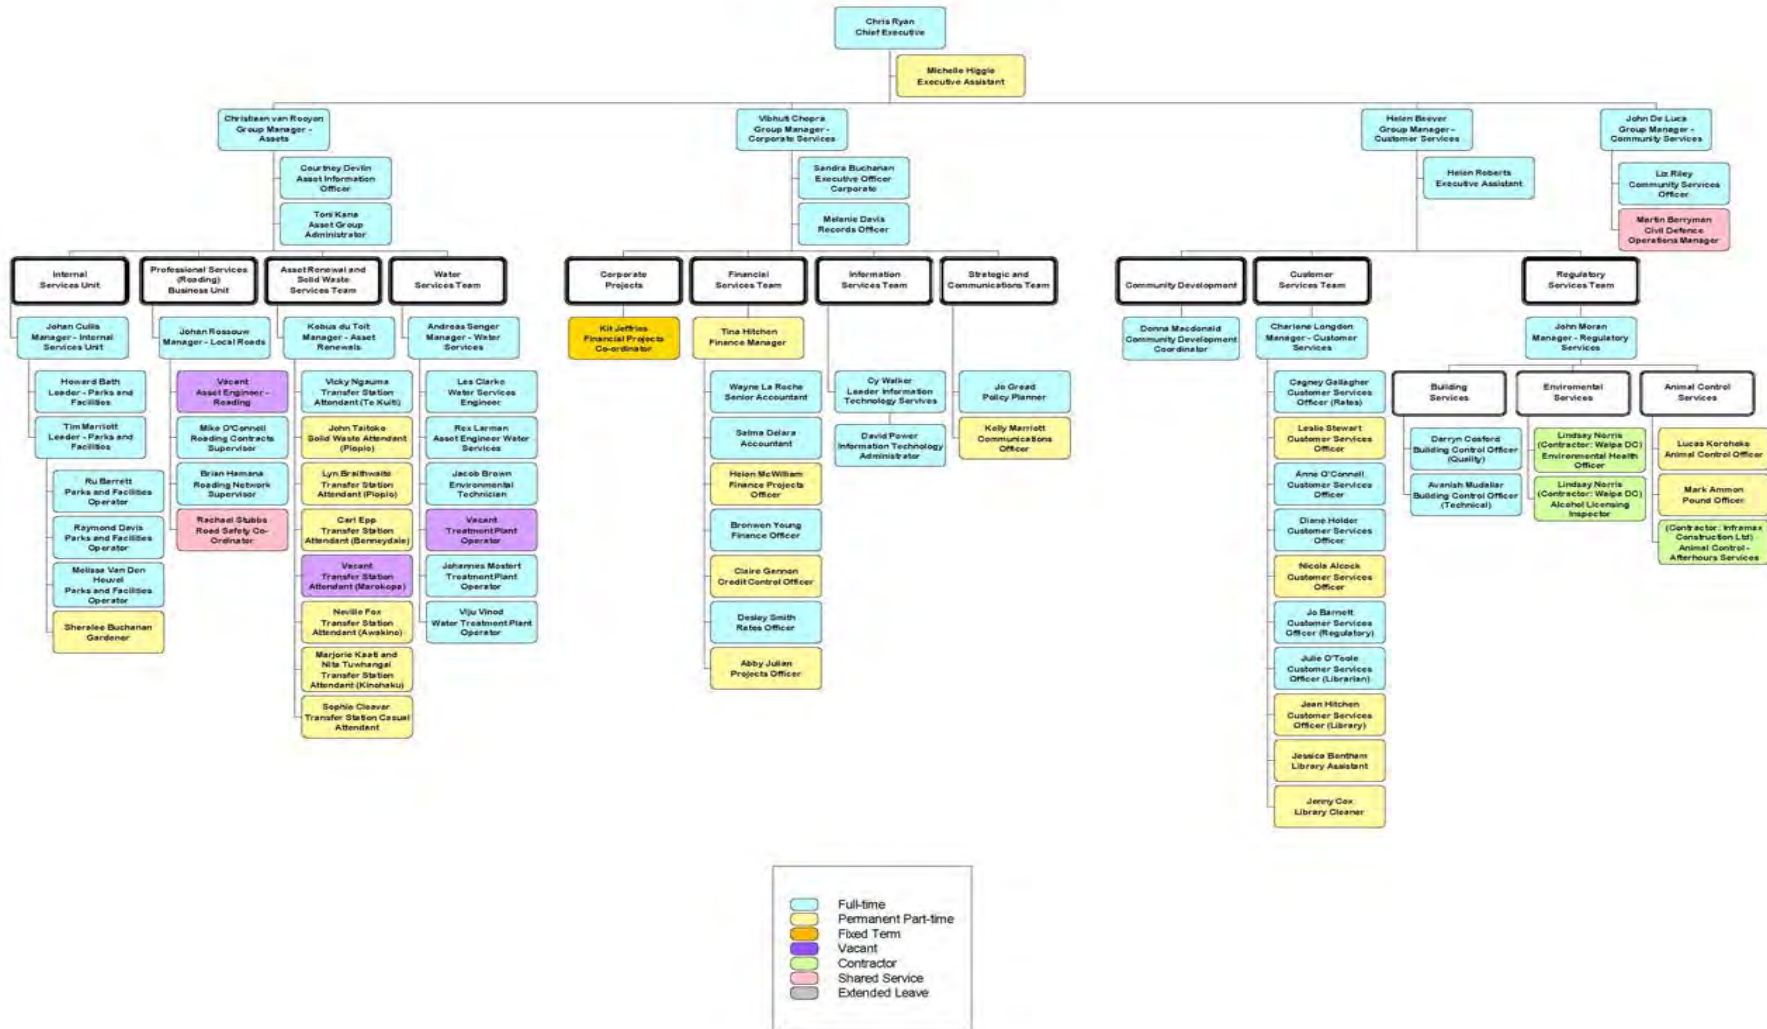 Chris Ryan
Chief Executive
Michelle Higgie
Executive Assistant
Christiaan van Rooyen
Group Manager -
Assets
Vibhuti Chopra
Group Manager -
Corporate Services
Helen Beever
Group Manager -
Customer Services
John De Luca
Group Manager -
Community Services
Courtney Devlin
Asset Information
Officer
Toni Kana
Asset Group
Administrator
Sandra Buchanan
Executive Officer
Corporate
Melanie Davis
Records Officer
Helen Roberts
Executive Assistant
Liz Riley
Community Services
Officer
Martin Berryman
Civil Defence
Operations Manager
Internal
Services Unit
Professional Services
(Roading)
Business Unit
Asset Renewal and
Solid Waste
Services Team
Water
Services Team
Corporate
Projects
Financial
Services Team
Information
Services Team
Strategic and
Communications Team
Community Development
Customer
Services Team
Regulatory
Services Team
Johan Cullis
Manager - Internal
Services Unit
Howard Bath
Leader - Parks and
Facilities
Tim Marriott
Leader - Parks and
Facilities
Ru Barrett
Parks and Facilities
Operator
Raymond Davis
Parks and Facilities
Operator
Melissa Van Den
Heuvel
Parks and Facilities
Operator
Sheralee Buchanan
Gardener
Johan Rossouw
Manager - Local Roads
Vacant
Asset Engineer -
Roading
Mike O'Connell
Roading Contracts
Supervisor
Brian Hamana
Roading Network
Supervisor
Rachael Stubbs
Road Safety Co-
Ordinator
Kobus du Toit
Manager - Asset
Renewals
Vicky Ngauma
Transfer Station
Attendant (Te Kuiti)
John Taitoko
Solid Waste Attendant
(Piopio)
Lyn Braithwaite
Transfer Station
Attendant (Piopio)
Carl Epp
Transfer Station
Attendant (Benneydale)
Vacant
Transfer Station
Attendant (Marokopa)
Neville Fox
Transfer Station
Attendant (Awakino)
Marjorie Kaati and
Nita Tuwhangai
Transfer Station
Attendant (Kinohaku)
Sophie Cleaver
Transfer Station Casual
Attendant
Andreas Senger
Manager - Water
Services
Les Clarke
Water Services
Engineer
Rex Larman
Asset Engineer Water
Services
Jacob Brown
Environmental
Technician
Vacant
Treatment Plant
Operator
Johannes Mostert
Treatment Plant
Operator
Viju Vinod
Water Treatment Plant
Operator
Kit Jeffries
Financial Projects
Co-ordinator
Tina Hitchen
Finance Manager
Wayne La Roche
Senior Accountant
Salma Delara
Accountant
Helen McWilliam
Finance Projects
Officer
Bronwen Young
Finance Officer
Claire Gannon
Credit Control Officer
Desley Smith
Rates Officer
Abby Julian
Projects Officer
Cy Walker
Leader Information
Technology Servives
David Power
Information Technology
Administrator
Jo Gread
Policy Planner
Kelly Marriott
Communications
Officer
Donna Macdonald
Community Development
Coordinator
Charlene Longdon
Manager - Customer
Services
Cagney Gallagher
Customer Services
Officer (Rates)
Leslie Stewart
Customer Services
Officer
Anne O'Connell
Customer Services
Officer
Diane Holder
Customer Services
Officer
Nicola Alcock
Customer Services
Officer
Jo Barnett
Customer Services
Officer (Regulatory)
Julie O'Toole
Customer Services
Officer (Librarian)
Jean Hitchen
Customer Services
Officer (Library)
Jessica Bentham
Library Assistant
Jenny Cox
Library Cleaner
John Moran
Manager - Regulatory
Services
Building
Services
Enviromental
Services
Animal Control
Services
Darryn Cosford
Building Control Officer
(Quality)
Avanish Mudaliar
Building Control Officer
(Technical)
Lindsay Norris
(Contractor: Waipa DC)
Environmental Health
Officer
Lindsay Norris
(Contractor: Waipa DC)
Alcohol Licensing
Inspector
Lucas Korohoke
Animal Control Officer
Mark Ammon
Pound Officer
(Contractor: Inframax
Construction Ltd)
Animal Control -
Afterhours Services
Full-time
Permanent Part-time
Fixed Term
Vacant
Contractor
Shared Service
Extended Leave